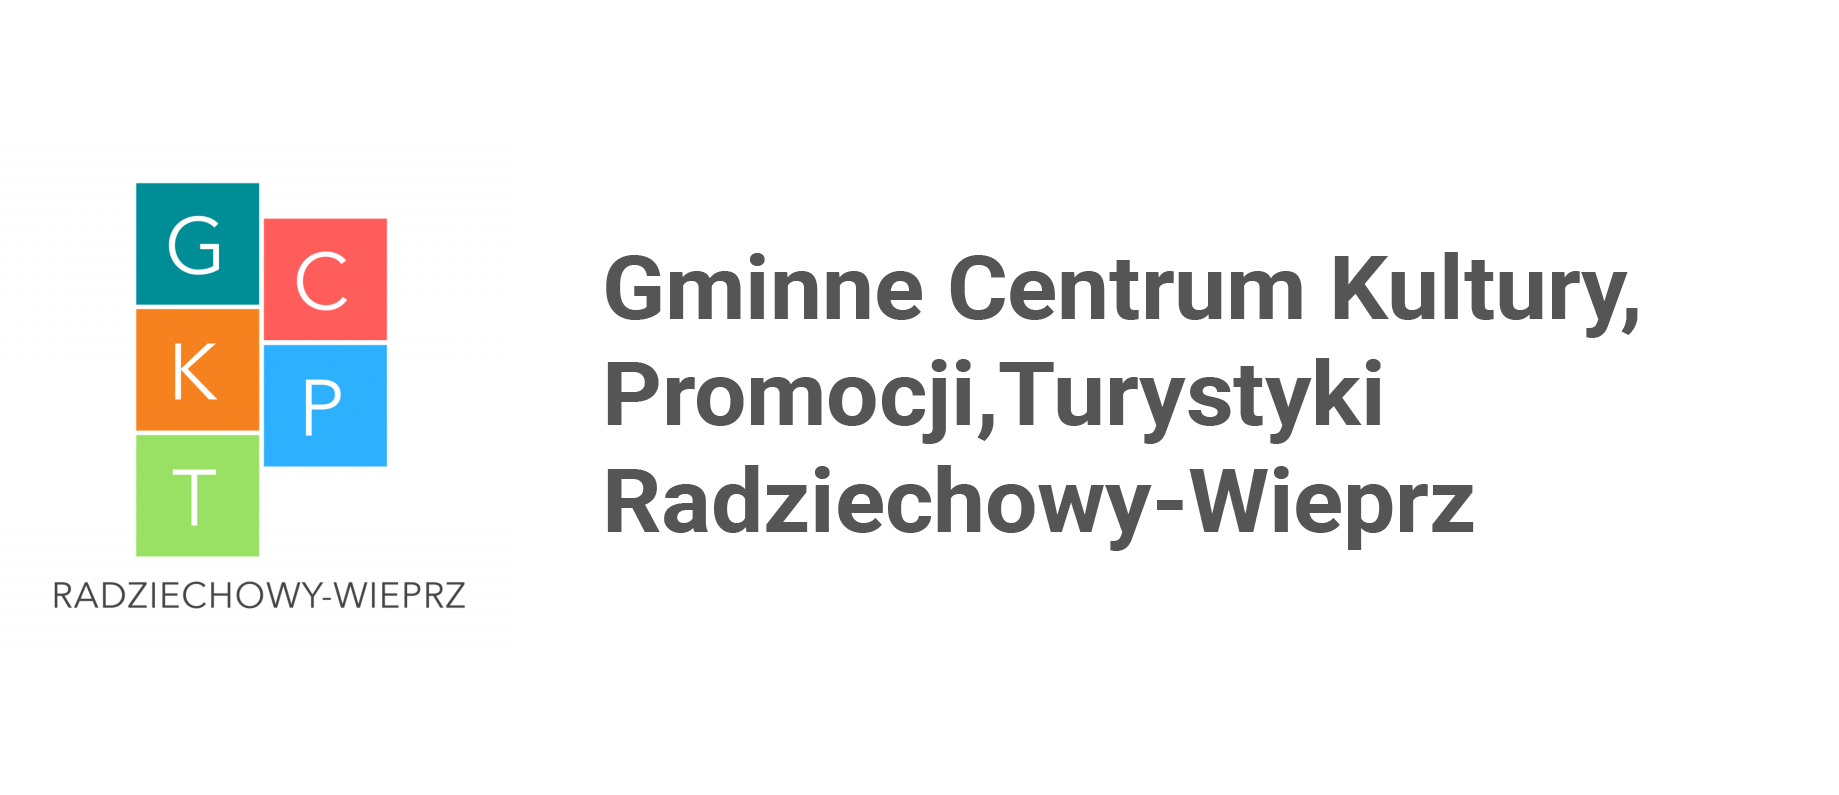 G
C
K
P
T
RADZIECHOWY-WIEPRZ
Gminne Centrum Kultury,
Promocji,Turystyki
Radziechowy-Wieprz